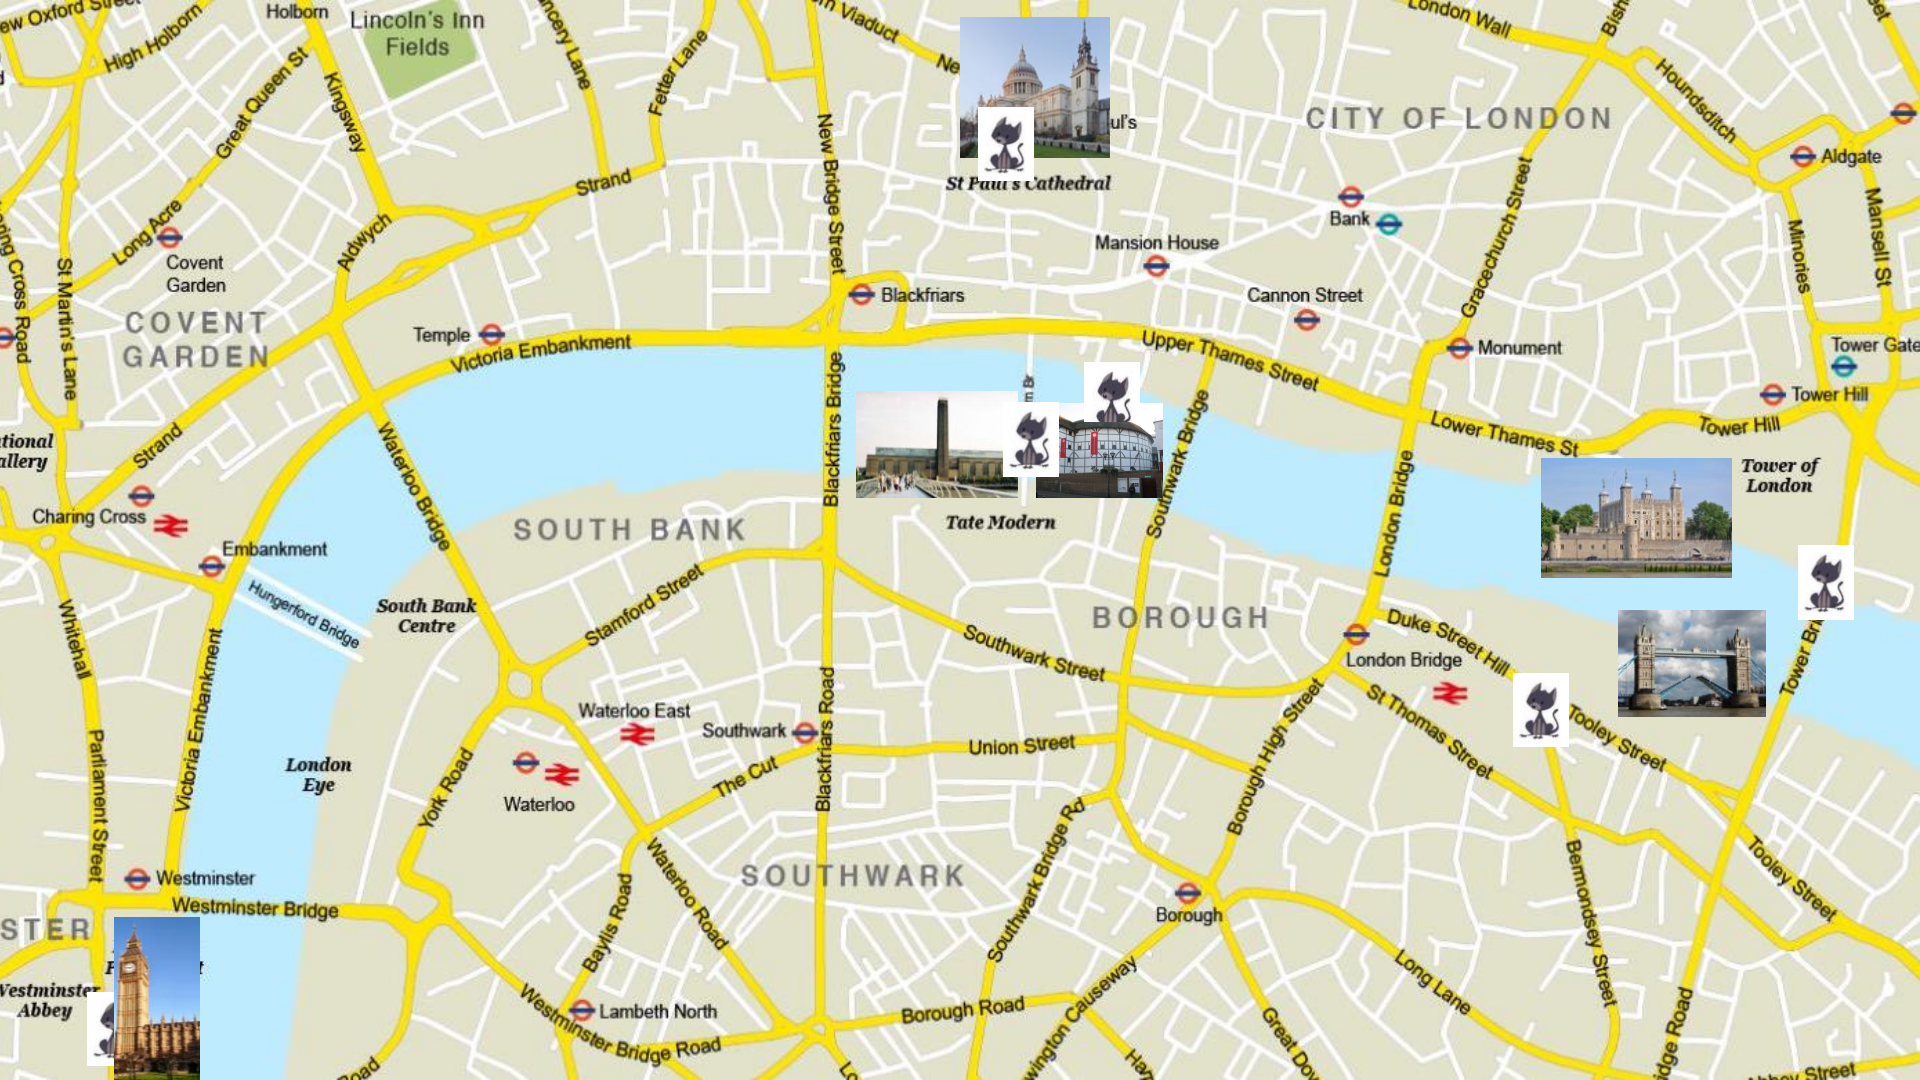 Holborn
Lincoln's Inn
Fields
High Holborn
Great Queen St
Kingsway
Fetter Lane
Viaduct
London Wall
Houndsditch
CITY OF LONDON
Aldgate
New Bridge Street
St Paul's Cathedral
Strand
Long Acre
Aldwych
Covent
Garden
St Martin's Lane
COVENT
GARDEN
Mansion House
Bank
Gracechurch Street
Minories
Mansell St
Blackfriars
Cannon Street
Temple
Victoria Embankment
Upper Thames Street
Monument
Tower Gate
Tower Hill
Tower Hill
Lower Thames St
Strand
Waterloo Bridge
Blackfriars Bridge
Southwark Bridge
London Bridge
Tower of
London
Charing Cross
SOUTH BANK
Tate Modern
Embankment
Hungerford Bridge
South Bank
Centre
Stamford Street
Whitehall
Victoria Embankment
BOROUGH
Southwark Street
Duke Street Hill
London Bridge
St Thomas Street
Tooley Street
Waterloo East
Southwark
Blackfriars Road
Union Street
Borough High Street
London
Eye
Parliament Street
York Road
Waterloo
The Cut
Southwark Bridge Rd
Westminster
Westminster Bridge
SOUTHWARK
Waterloo Road
Baylis Road
Borough
Bermondsey Street
Tooley Street
Long Lane
Abbey
Lambeth North
Westminster Bridge Road
Borough Road